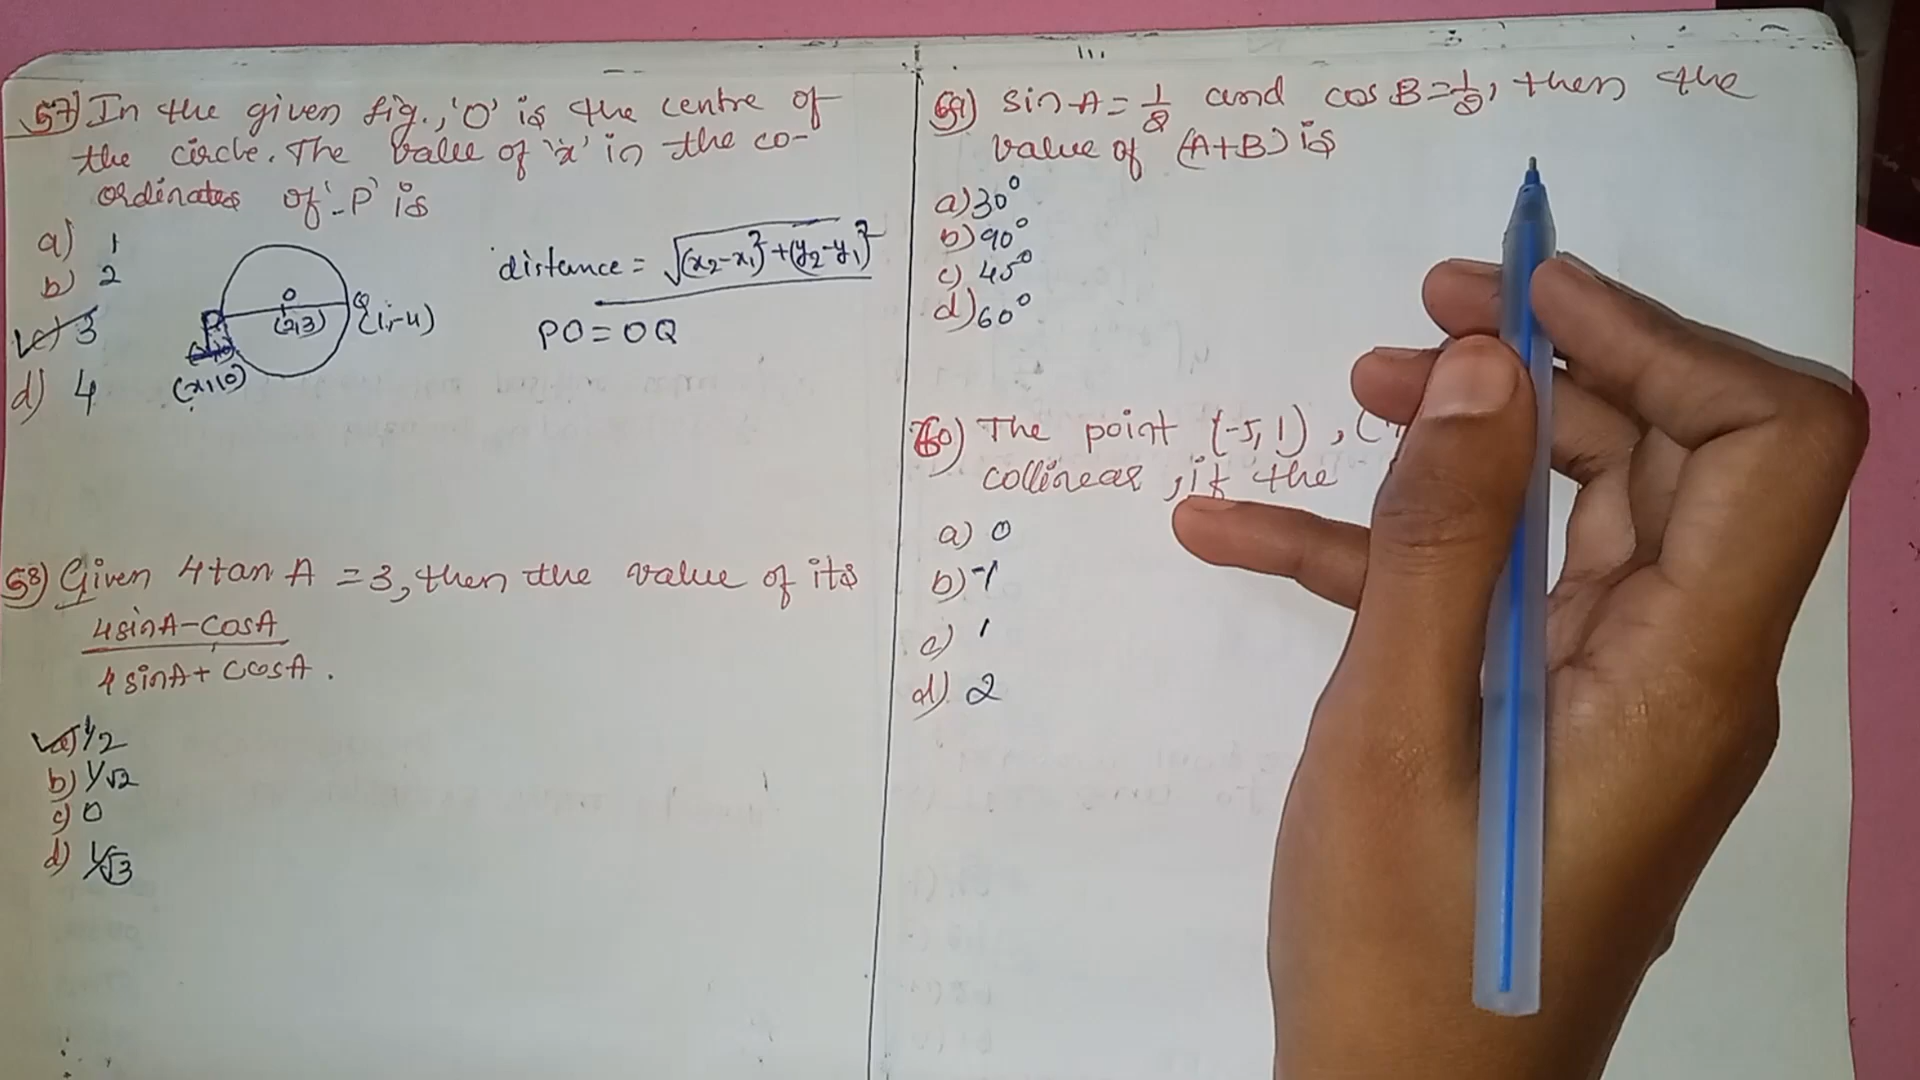 57) In the given fig., 'O' is the centre of
the circle. The value of 'x' in the co-
ordinates of '-P' is
a) 1
b) 2
c) 3
d) 4
P
O
(2,3)
Q
(1,-4)
(x,10)
distance = √(x₂-x₁)²+(y₂-y₁)²
PO = OQ
58) Given 4tan A = 3, then the value of its
4sinA-cosA
4sinA+ccosA.
a) 1/2
b) 1/√2
c) 0
d) 1/√3
59) sin A = 1/2 and cos B = 1/2, then the
value of (A+B) is
a) 30°
b) 90°
c) 45°
d) 60°
60) The point (-5,1), (
collinear, if the
a) 0
b) -1
c) 1
d) 2